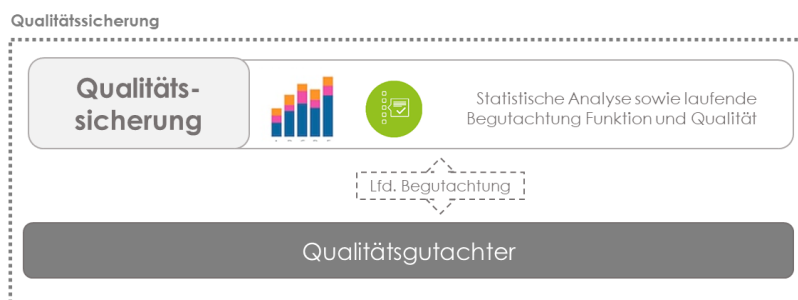 Qualitätssicherung
Qualitäts-
sicherung
Statistische Analyse sowie laufende
Begutachtung Funktion und Qualität
Lfd. Begutachtung
Qualitätsgutachter